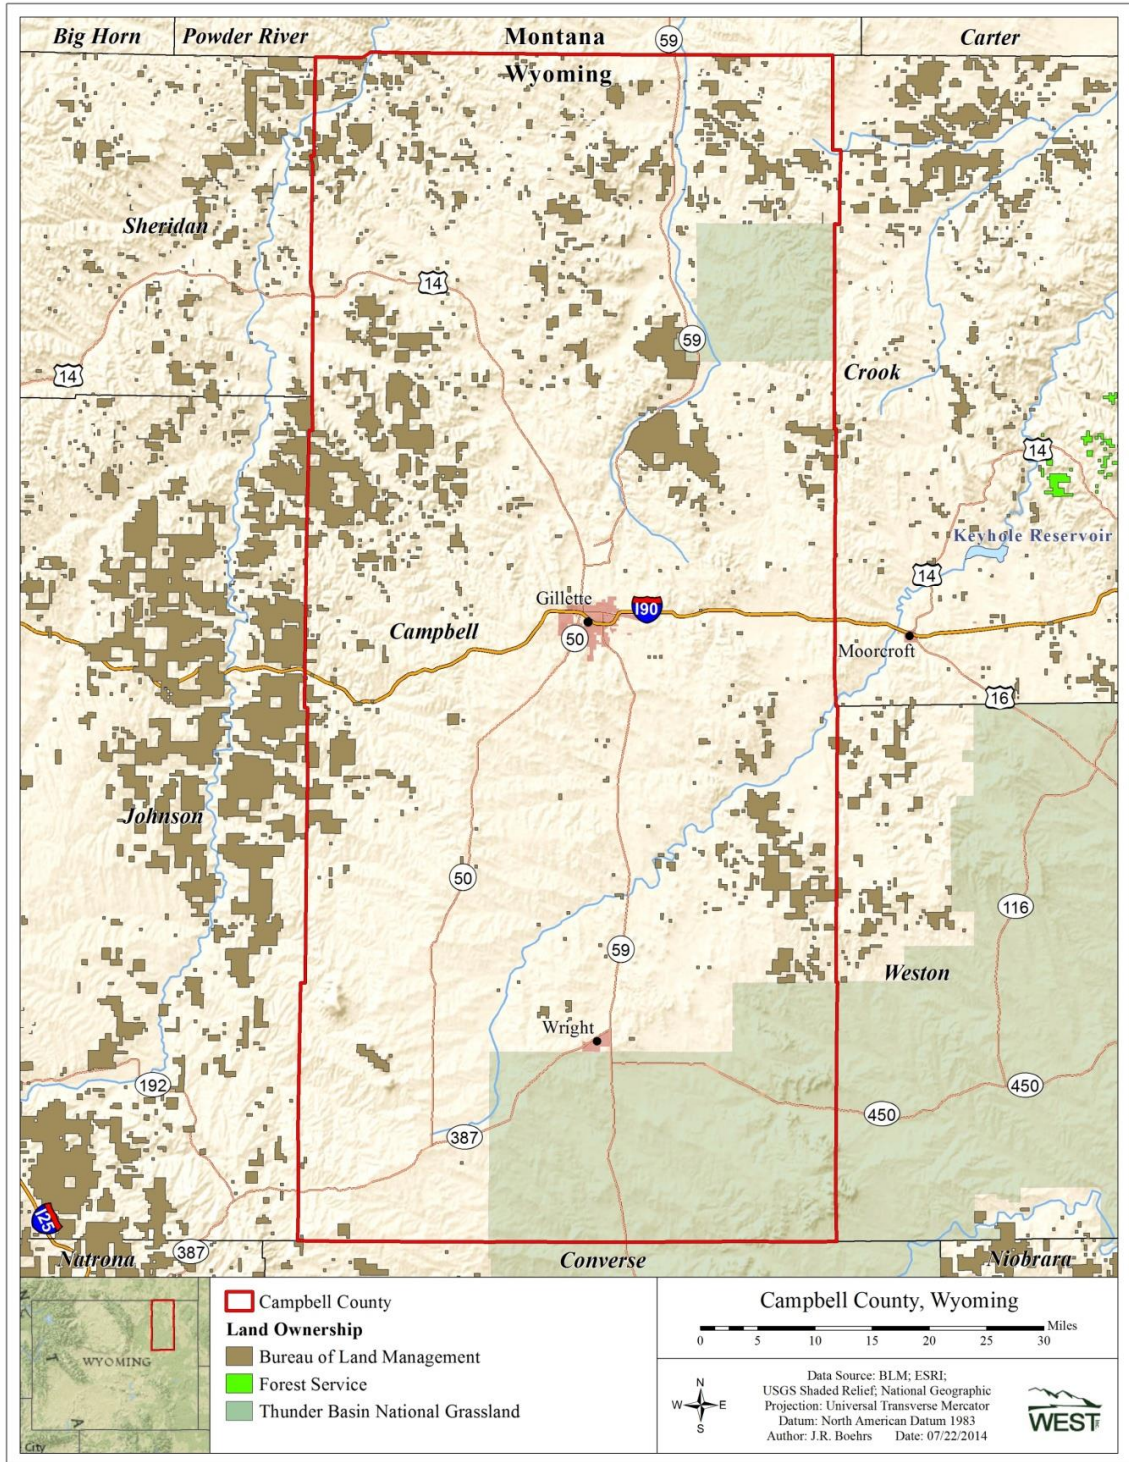 Big Horn
Powder River
Montana
59
Carter
Wyoming
Sheridan
14
59
14
Crook
14
Keyhole Reservoir
14
Gillette
I90
Campbell
50
Moorcroft
16
Johnson
50
116
59
Weston
Wright
192
450
450
387
I25
Natrona
387
Converse
Niobrara
WYOMING
City
Campbell County
Land Ownership
Bureau of Land Management
Forest Service
Thunder Basin National Grassland
Campbell County, Wyoming
Miles
0 5 10 15 20 25 30
N
W E
S
Data Source: BLM; ESRI;
USGS Shaded Relief; National Geographic
Projection: Universal Transverse Mercator
Datum: North American Datum 1983
Author: J.R. Boehrs Date: 07/22/2014
WEST